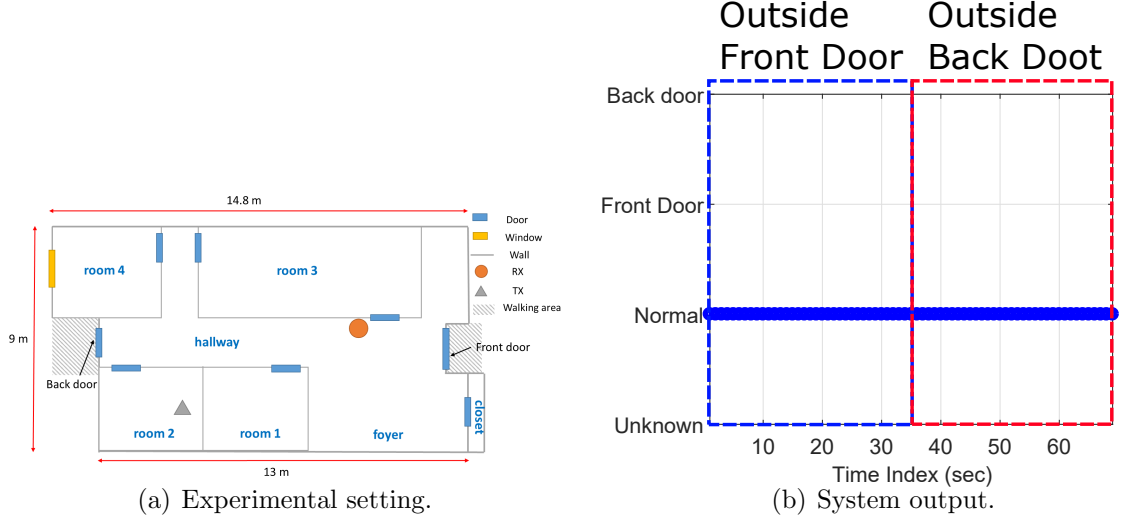 14.8 m
9 m
13 m
room 4
room 3
hallway
Back door
Front door
room 2
room 1
foyer
closet
Door
Window
Wall
RX
TX
Walking area
(a) Experimental setting.
Outside
Front Door
Outside
Back Doot
Back door
Front Door
Normal
Unknown
10 20 30 40 50 60
Time Index (sec)
(b) System output.